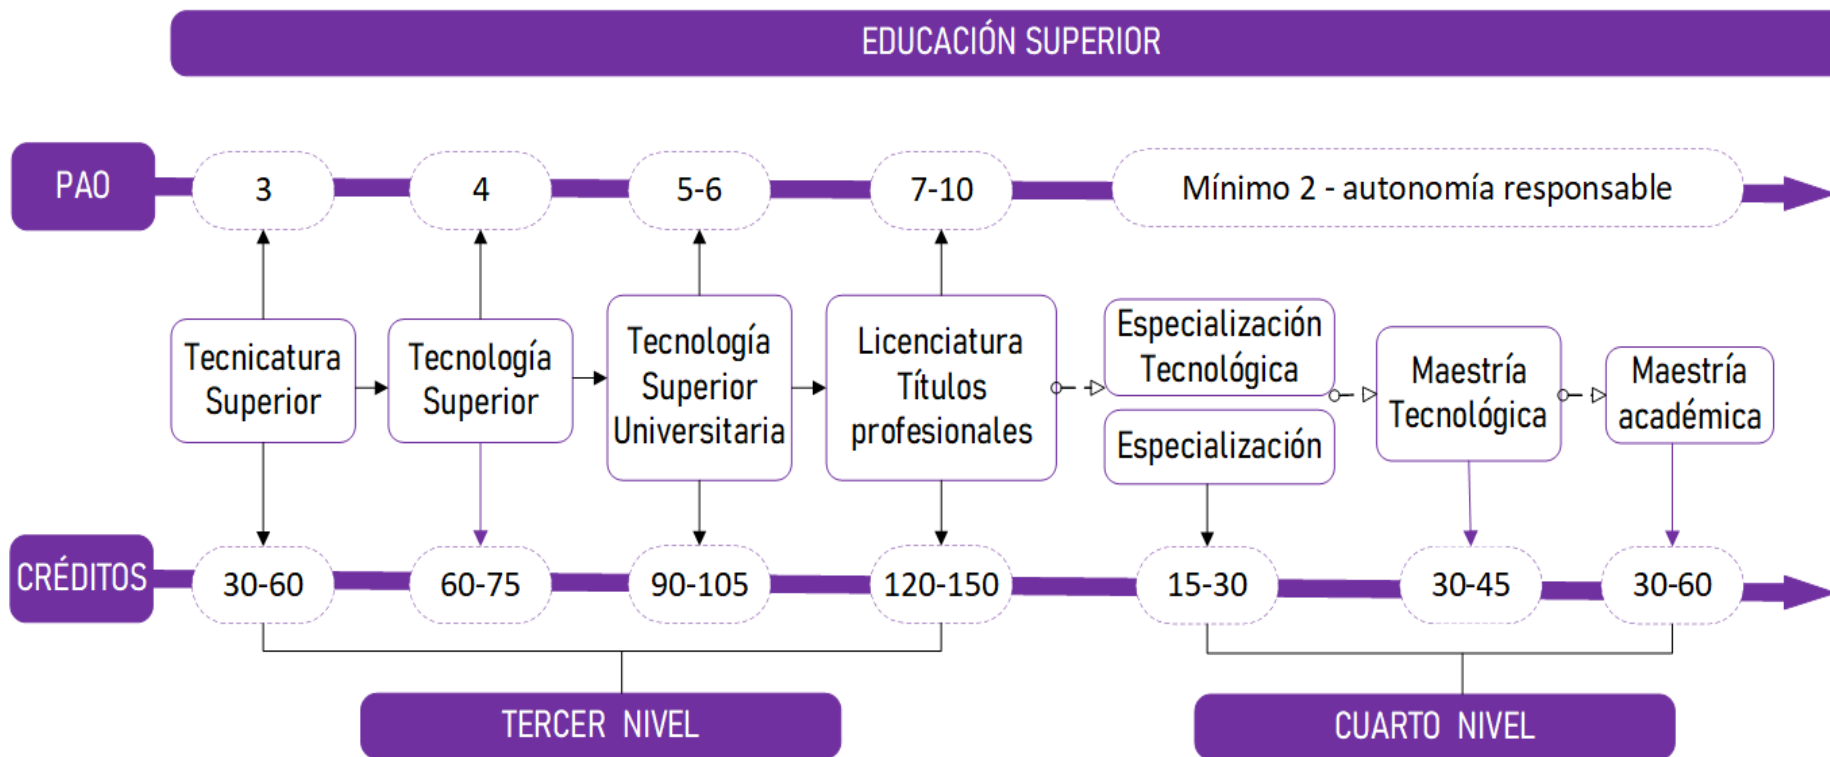 EDUCACIÓN SUPERIOR
PAO
3
4
5-6
7-10
Mínimo 2 - autonomía responsable
Tecnicatura
Superior
Tecnología
Superior
Tecnología
Superior
Universitaria
Licenciatura
Títulos
profesionales
Especialización
Tecnológica
Especialización
Maestría
Tecnológica
Maestría
académica
CRÉDITOS
30-60
60-75
90-105
120-150
15-30
30-45
30-60
TERCER NIVEL
CUARTO NIVEL